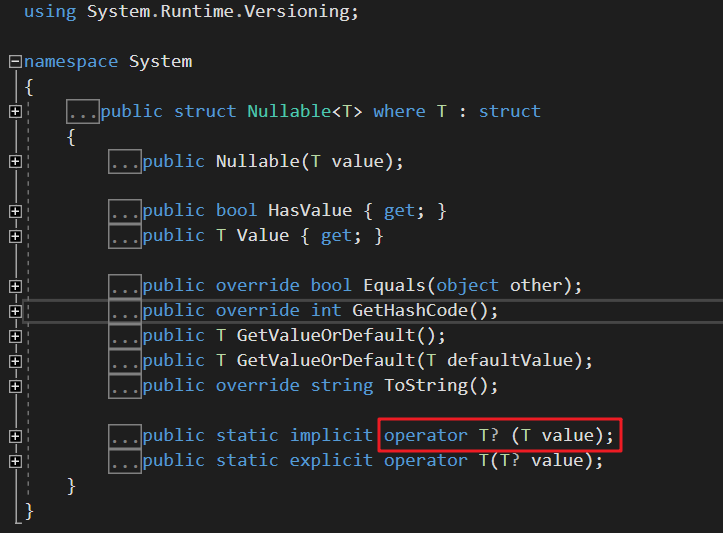 using System.Runtime.Versioning;
namespace System
{
...public struct Nullable<T> where T : struct
{
...public Nullable(T value);
...public bool HasValue { get; }
...public T Value { get; }
...public override bool Equals(object other);
...public override int GetHashCode();
...public T GetValueOrDefault();
...public T GetValueOrDefault(T defaultValue);
...public override string ToString();
...public static implicit operator T? (T value);
...public static explicit operator T(T? value);
}
}